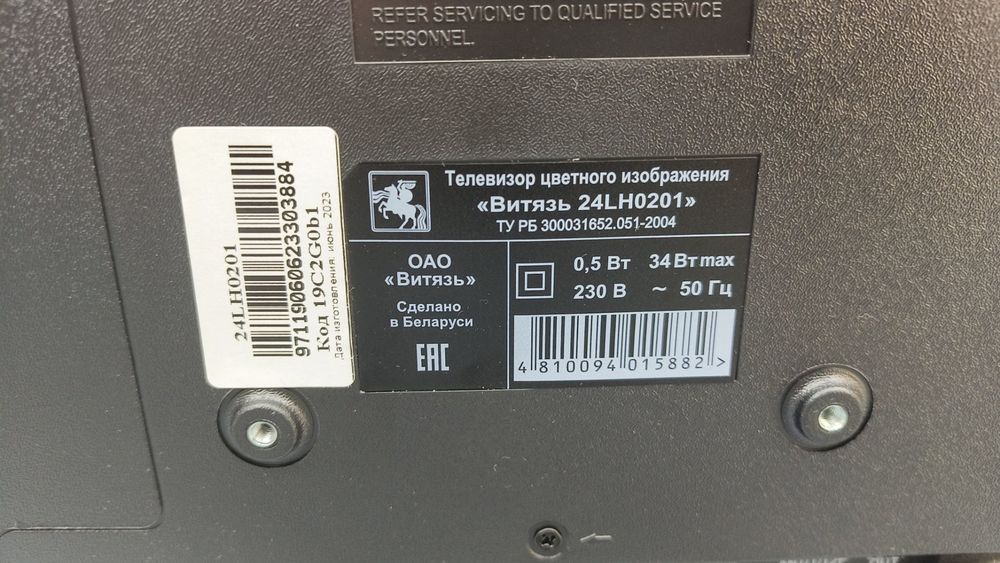 REFER SERVICING TO QUALIFIED SERVICE
PERSONNEL.
24LH0201
97119060623303884
Код 19C2G0b1
Дата изготовления: июнь 2023
Телевизор цветного изображения
«Витязь 24LH0201»
ТУ РБ 300031652.051-2004
ОАО
«Витязь»
Сделано
в Беларуси
EAC
0,5 Вт 34 Вт max
230 В ~ 50 Гц
4 810094 015882 >